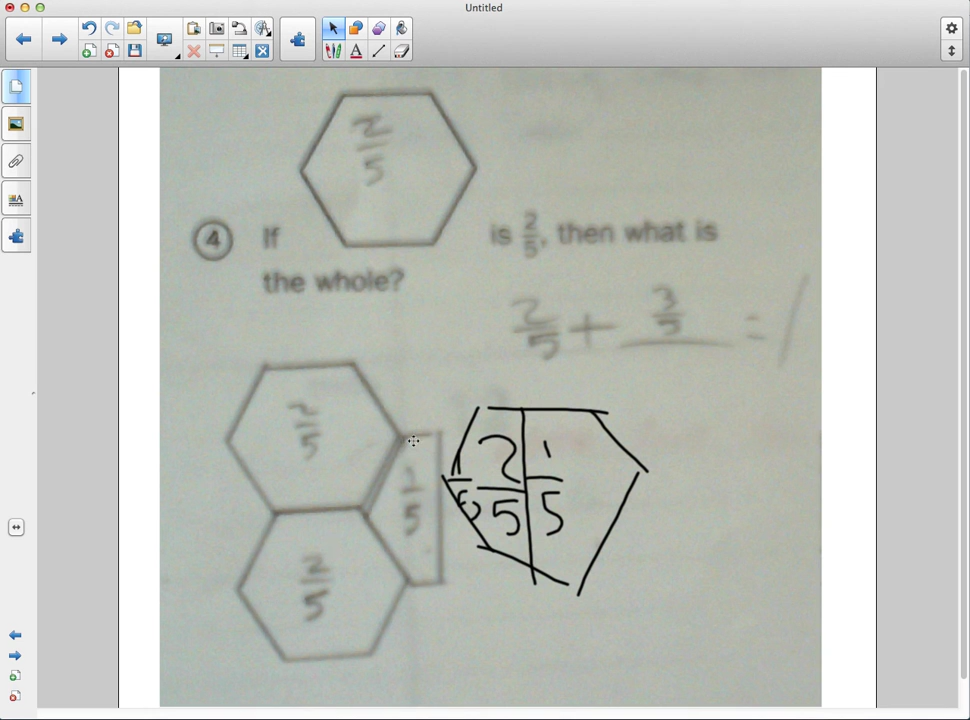 Untitled
2/5
④ If is 2/5, then what is
the whole?
2/5 + 3/5 = 1
2/5
1/5
2/5
1/5
2/5
1/5